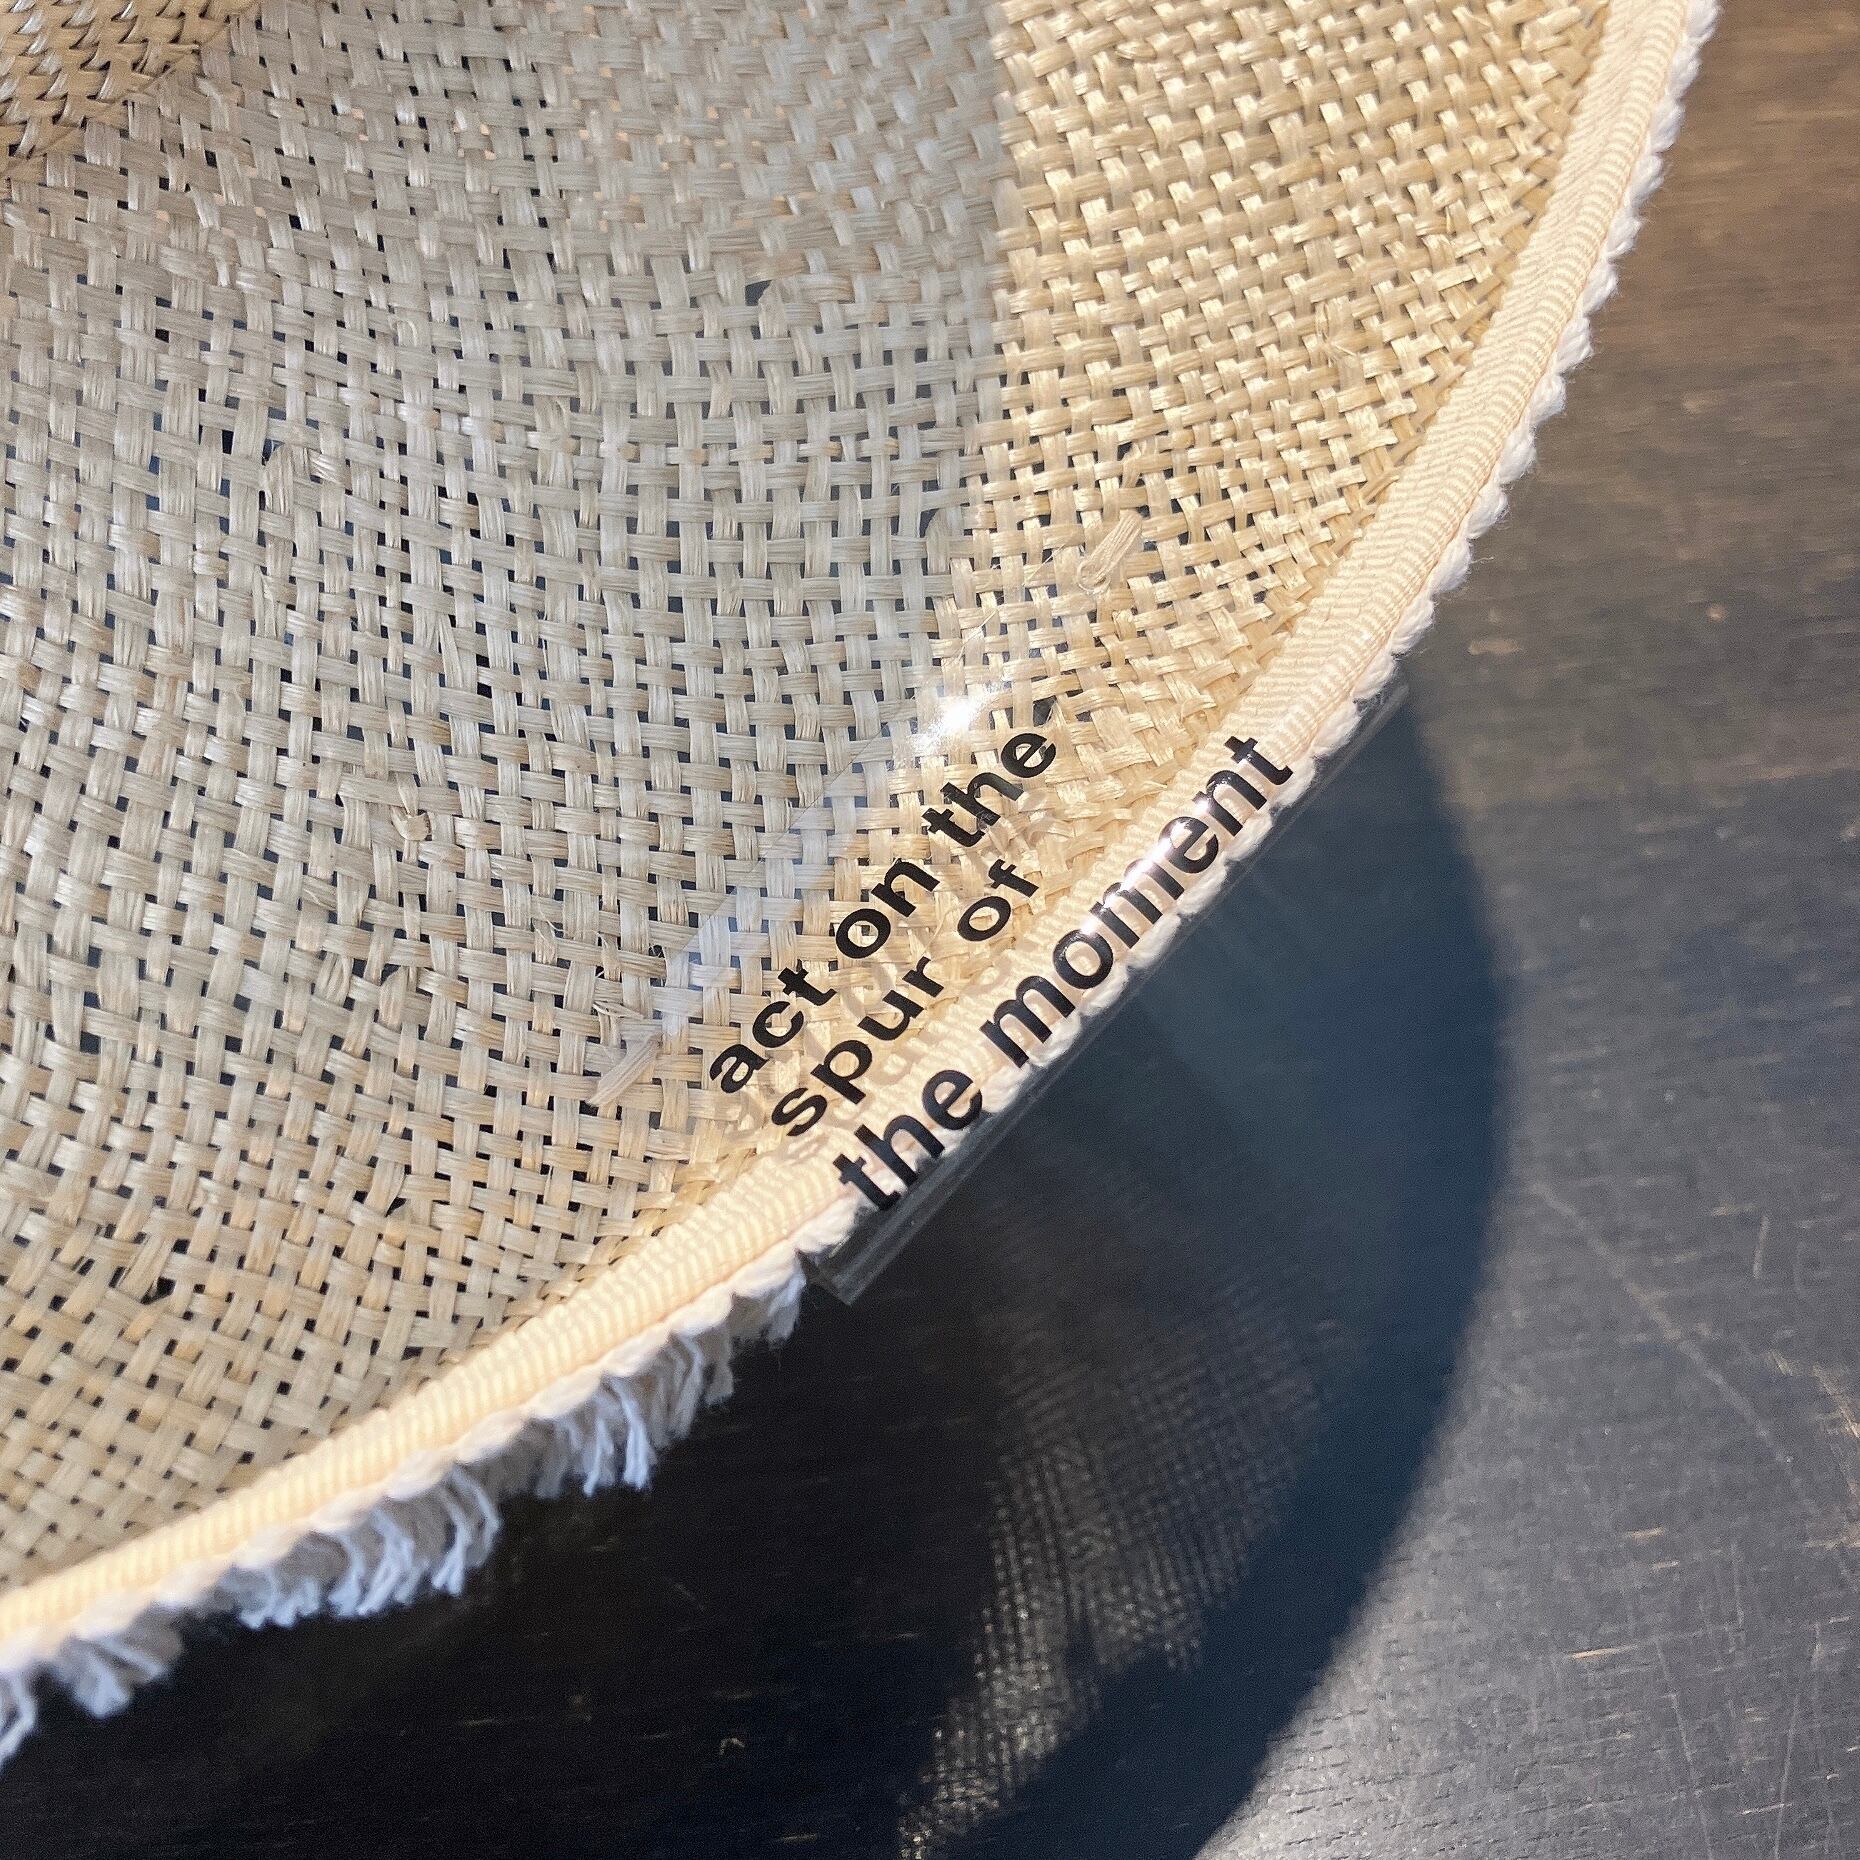 act on the
spur of
the moment